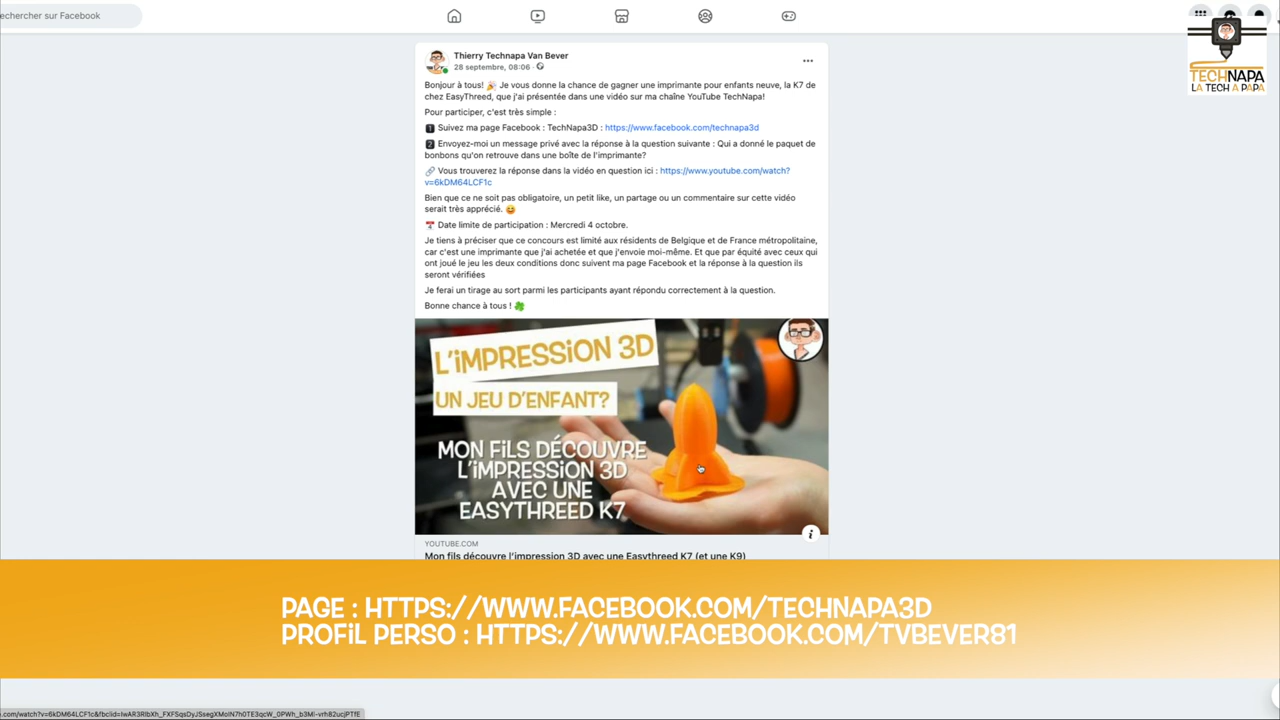 echercher sur Facebook
TECHNAPA
LA TECH A PAPA
Thierry Technapa Van Bever
28 septembre, 08:06 ·
Bonjour à tous! 🎉 Je vous donne la chance de gagner une imprimante pour enfants neuve, la K7 de
chez EasyThreed, que j'ai présentée dans une vidéo sur ma chaîne YouTube TechNapa!
Pour participer, c'est très simple :
1 Suivez ma page Facebook : TechNapa3D : https://www.facebook.com/technapa3d
2 Envoyez-moi un message privé avec la réponse à la question suivante : Qui a donné le paquet de
bonbons qu'on retrouve dans une boîte de l'imprimante?
🔗 Vous trouverez la réponse dans la vidéo en question ici : https://www.youtube.com/watch?
v=6kDM64LCF1c
Bien que ce ne soit pas obligatoire, un petit like, un partage ou un commentaire sur cette vidéo
serait très apprécié. 😄
📅 Date limite de participation : Mercredi 4 octobre.
Je tiens à préciser que ce concours est limité aux résidents de Belgique et de France métropolitaine,
car c'est une imprimante que j'ai achetée et que j'envoie moi-même. Et que par équité avec ceux qui
ont joué le jeu les deux conditions donc suivent ma page Facebook et la réponse à la question ils
seront vérifiées
Je ferai un tirage au sort parmi les participants ayant répondu correctement à la question.
Bonne chance à tous ! 🍀
L'IMPRESSION 3D
UN JEU D'ENFANT?
MON FILS DÉCOUVRE
L'IMPRESSION 3D
AVEC UNE
EASYTHREED K7
YOUTUBE.COM
Mon fils découvre l'impression 3D avec une Easythreed K7 (et une K9)
PAGE : HTTPS://WWW.FACEBOOK.COM/TECHNAPA3D
PROFIL PERSO : HTTPS://WWW.FACEBOOK.COM/TVBEVER81